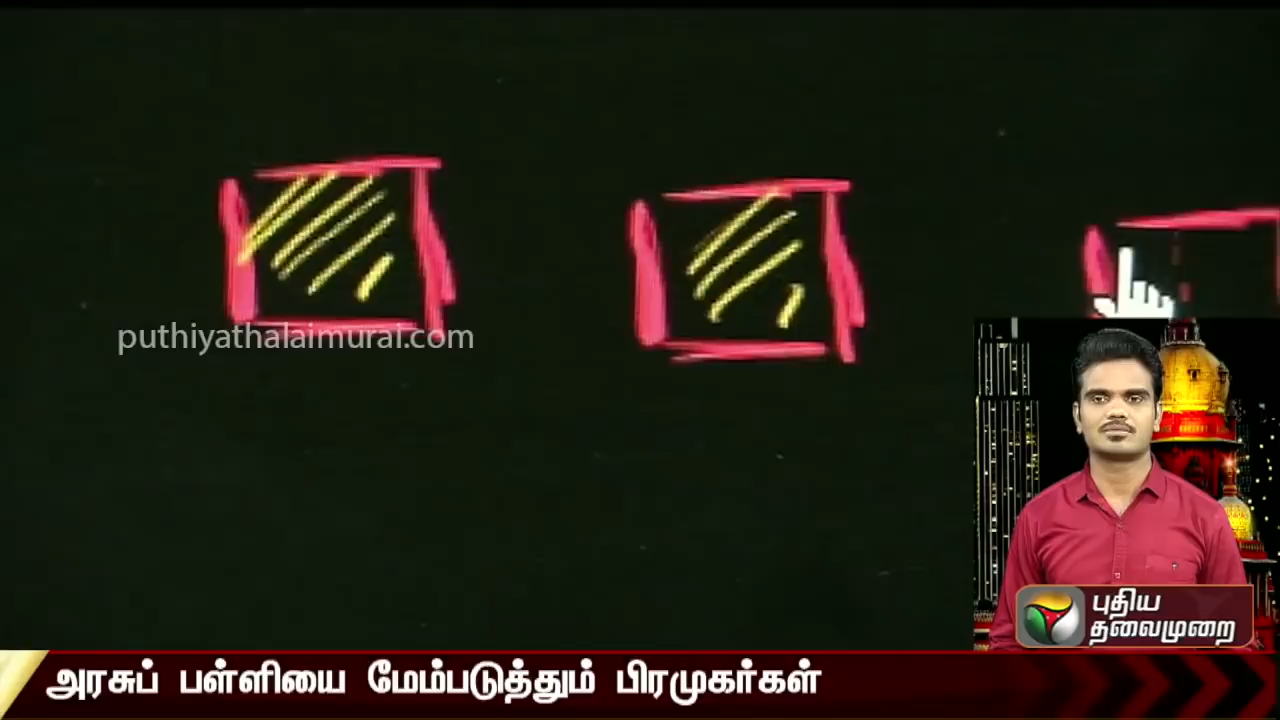 puthiyathalaimurai.com
புதிய
தலைமுறை
அரசுப் பள்ளியை மேம்படுத்தும் பிரமுகர்கள்